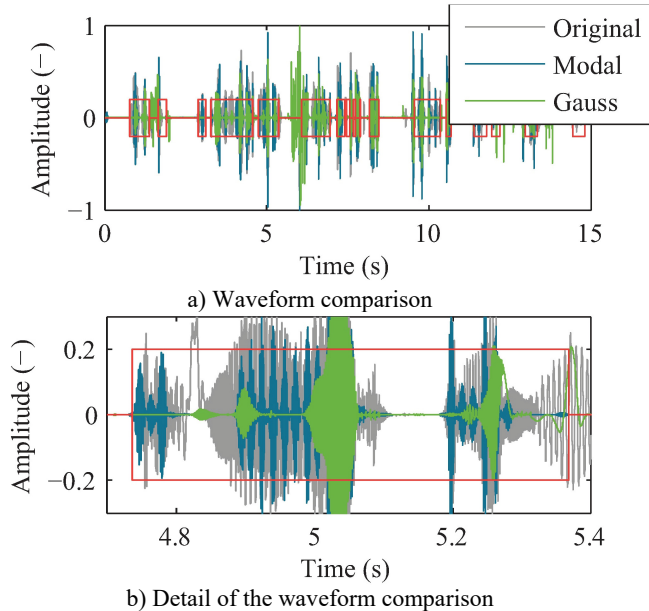 Original
Modal
Gauss
Amplitude (−)
1
0
−1
0 5 10 15
Time (s)
a) Waveform comparison
Amplitude (−)
0.2
0
−0.2
4.8 5 5.2 5.4
Time (s)
b) Detail of the waveform comparison